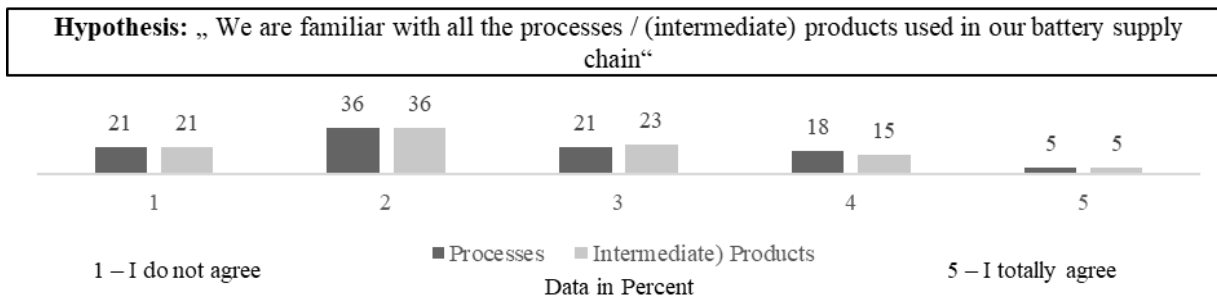 Hypothesis: „ We are familiar with all the processes / (intermediate) products used in our battery supply
chain“
21 21 36 36 21 23 18 15 5 5
1 2 3 4 5
Processes Intermediate) Products
1 – I do not agree 5 – I totally agree
Data in Percent